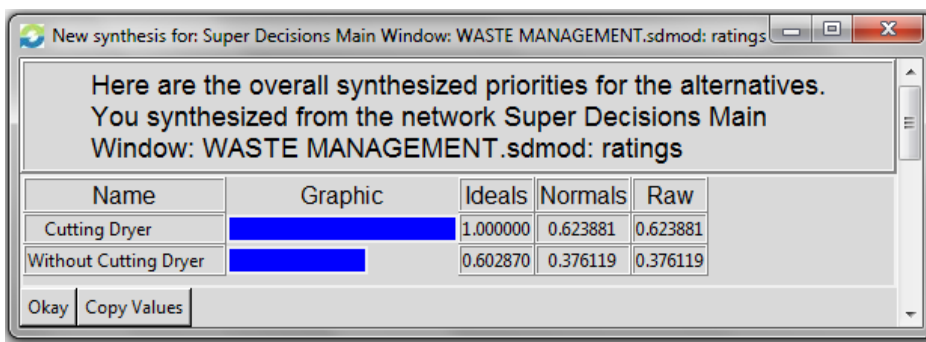 New synthesis for: Super Decisions Main Window: WASTE MANAGEMENT.sdmod: ratings
Here are the overall synthesized priorities for the alternatives.
You synthesized from the network Super Decisions Main
Window: WASTE MANAGEMENT.sdmod: ratings
Name Graphic Ideals Normals Raw
Cutting Dryer 1.000000 0.623881 0.623881
Without Cutting Dryer 0.602870 0.376119 0.376119
Okay Copy Values